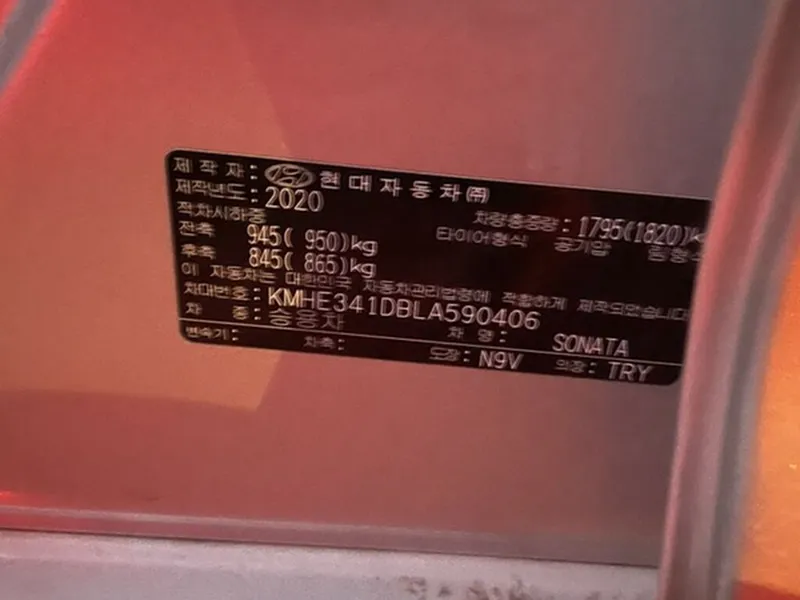 제 작 자 : 현 대 자 동 차 ㈜
제작년도 : 2020
적차시하중 차량총중량 : 1795(1820)k
전축 945( 950)kg 타이어형식 공기압
후축 845( 865)kg
이 자동차는 대한민국 자동차관리법령에 적합하게 제작되었습니다
차대번호 : KMHE341DBLA590406
차 종 : 승용차 차 명 : SONATA
변속기 : 차축 : 도장 : N9V 의장 : TRY